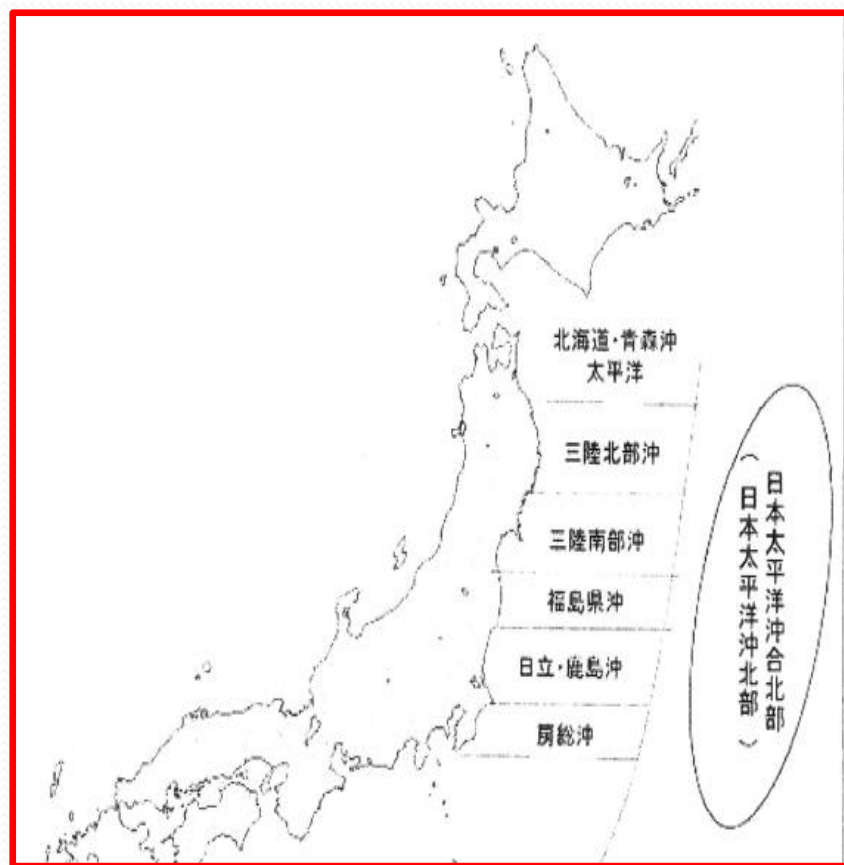 北海道・青森沖
太平洋
三陸北部沖
三陸南部沖
福島県沖
日立・鹿島沖
房総沖
日本太平洋沖合北部
(日本太平洋沖北部)